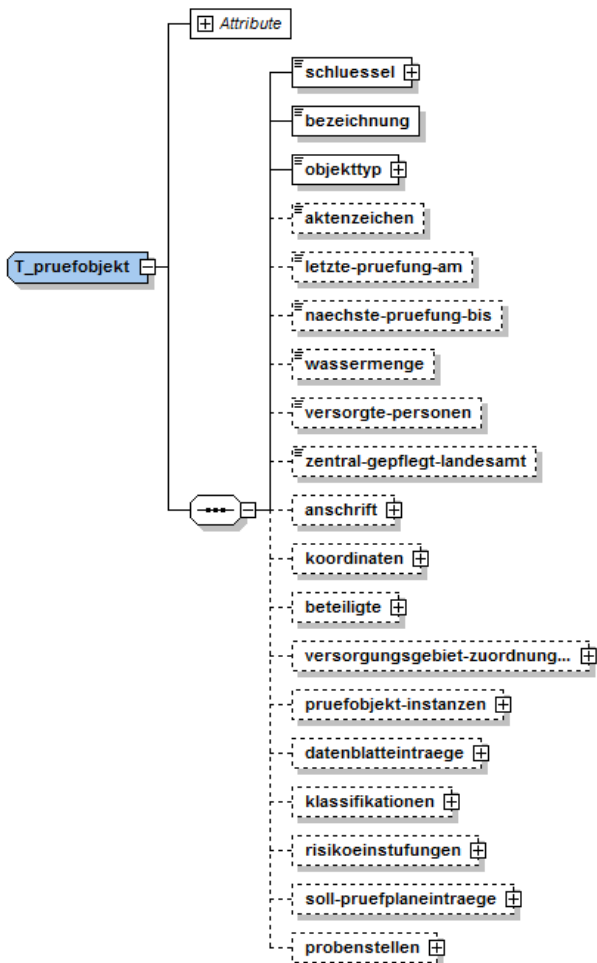 Attribute
schluessel
bezeichnung
objekttyp
aktenzeichen
T_pruefobjekt
letzte-pruefung-am
naechste-pruefung-bis
wassermenge
versorgte-personen
zentral-gepflegt-landesamt
anschrift
koordinaten
beteiligte
versorgungsgebiet-zuordnung...
pruefobjekt-instanzen
datenblatteintraege
klassifikationen
risikoeinstufungen
soll-pruefplaneintraege
probenstellen